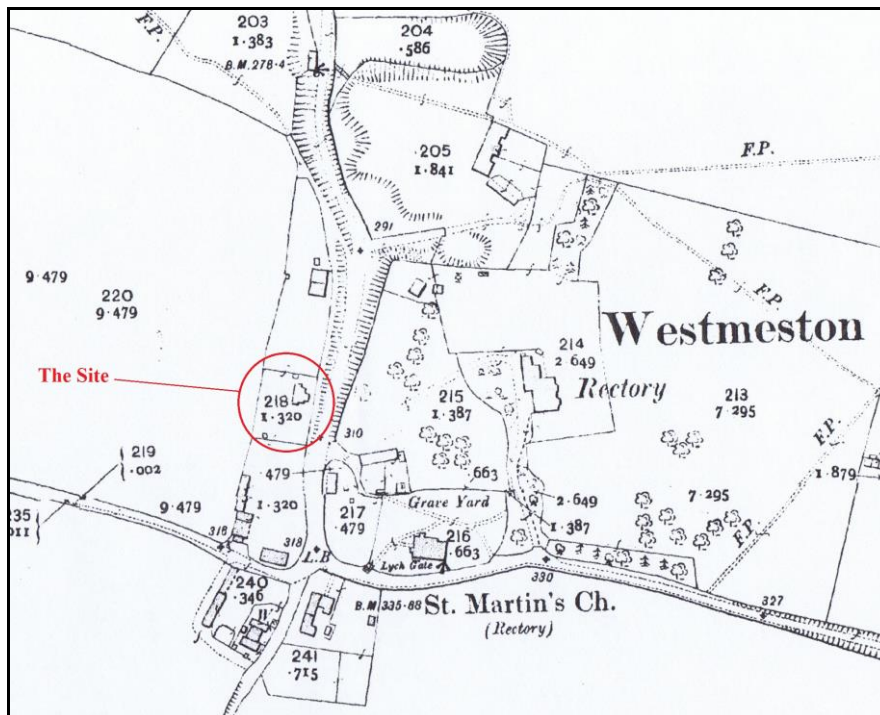 203
1.383
204
.586
F.P.
B.M.278.4
205
1.841
F.P.
291
9.479
220
9.479
F.P.
Westmeston
214
2.649
Rectory
The Site
218
1.320
215
1.387
213
7.295
310
F.P.
219
.002
479
.663
1.879
235
.011
9.479
1.320
217
.479
Grave Yard
2.649
7.295
1.387
216
.663
F.P.
316
318
L.B
Lych Gate
240
.346
330
327
B.M.335.88
St. Martin's Ch.
(Rectory)
241
.715